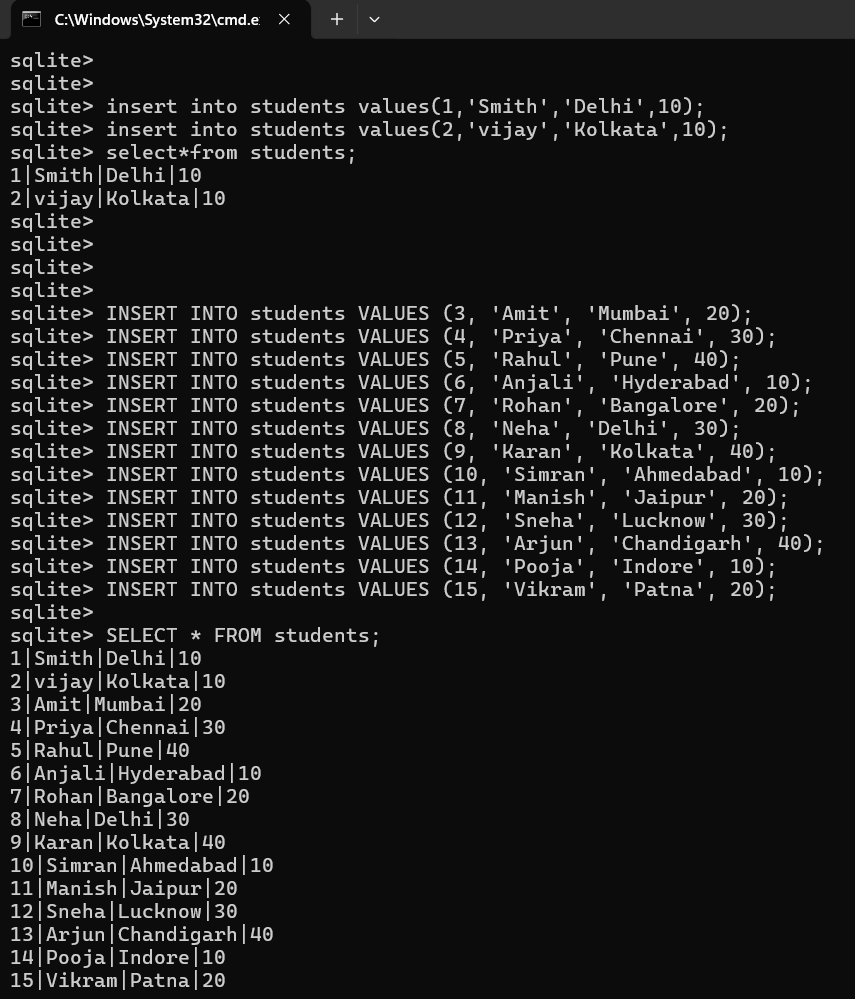 C:\Windows\System32\cmd.e
sqlite>
sqlite>
sqlite> insert into students values(1,'Smith','Delhi',10);
sqlite> insert into students values(2,'vijay','Kolkata',10);
sqlite> select*from students;
1|Smith|Delhi|10
2|vijay|Kolkata|10
sqlite>
sqlite>
sqlite>
sqlite>
sqlite> INSERT INTO students VALUES (3, 'Amit', 'Mumbai', 20);
sqlite> INSERT INTO students VALUES (4, 'Priya', 'Chennai', 30);
sqlite> INSERT INTO students VALUES (5, 'Rahul', 'Pune', 40);
sqlite> INSERT INTO students VALUES (6, 'Anjali', 'Hyderabad', 10);
sqlite> INSERT INTO students VALUES (7, 'Rohan', 'Bangalore', 20);
sqlite> INSERT INTO students VALUES (8, 'Neha', 'Delhi', 30);
sqlite> INSERT INTO students VALUES (9, 'Karan', 'Kolkata', 40);
sqlite> INSERT INTO students VALUES (10, 'Simran', 'Ahmedabad', 10);
sqlite> INSERT INTO students VALUES (11, 'Manish', 'Jaipur', 20);
sqlite> INSERT INTO students VALUES (12, 'Sneha', 'Lucknow', 30);
sqlite> INSERT INTO students VALUES (13, 'Arjun', 'Chandigarh', 40);
sqlite> INSERT INTO students VALUES (14, 'Pooja', 'Indore', 10);
sqlite> INSERT INTO students VALUES (15, 'Vikram', 'Patna', 20);
sqlite>
sqlite> SELECT * FROM students;
1|Smith|Delhi|10
2|vijay|Kolkata|10
3|Amit|Mumbai|20
4|Priya|Chennai|30
5|Rahul|Pune|40
6|Anjali|Hyderabad|10
7|Rohan|Bangalore|20
8|Neha|Delhi|30
9|Karan|Kolkata|40
10|Simran|Ahmedabad|10
11|Manish|Jaipur|20
12|Sneha|Lucknow|30
13|Arjun|Chandigarh|40
14|Pooja|Indore|10
15|Vikram|Patna|20